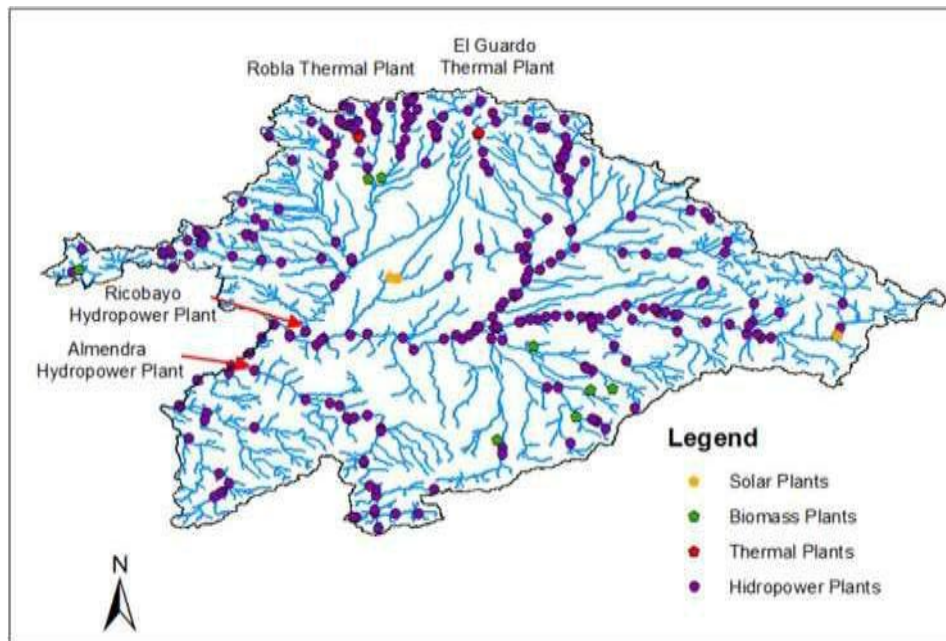 El Guardo
Thermal Plant
Robla Thermal Plant
Ricobayo
Hydropower Plant
Almendra
Hydropower Plant
Legend
Solar Plants
Biomass Plants
Thermal Plants
Hidropower Plants
N